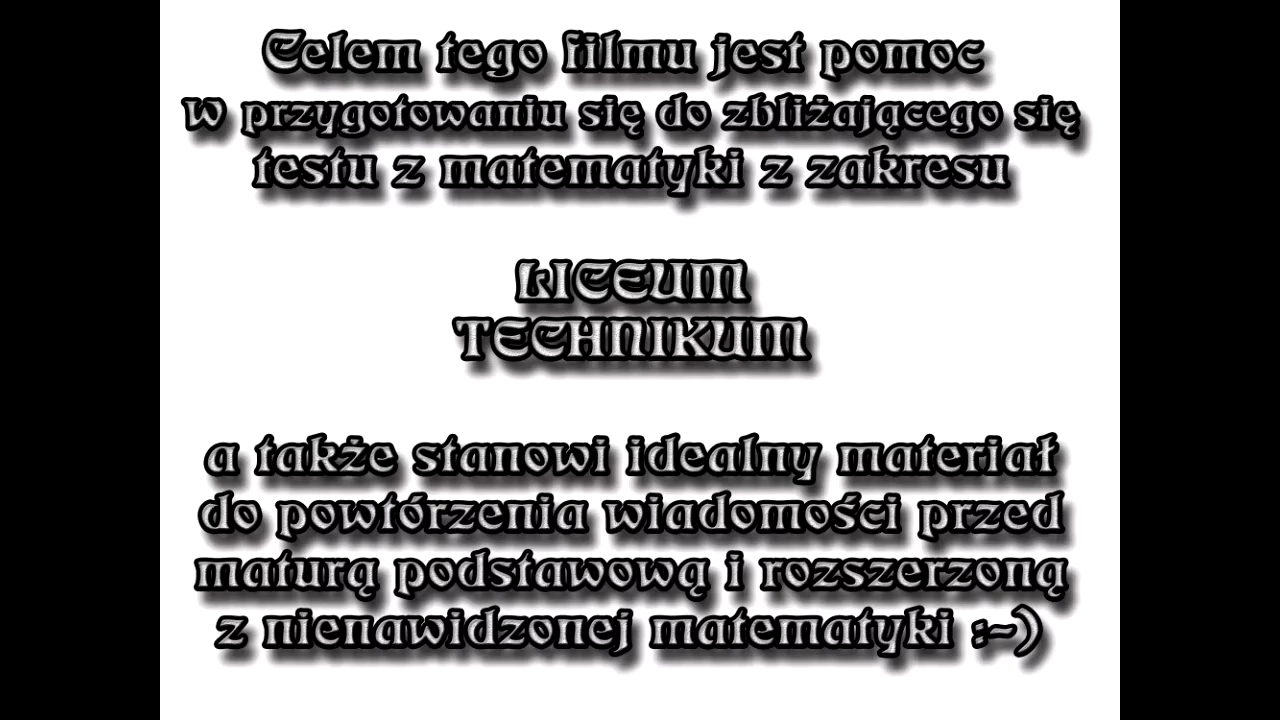 Celem tego filmu jest pomoc
w przygotowaniu się do zbliżającego się
testu z matematyki z zakresu
LICEUM
TECHNIKUM
a także stanowi idealny materiał
do powtórzenia wiadomości przed
maturą podstawową i rozszerzoną
z nienawidzonej matematyki :-)